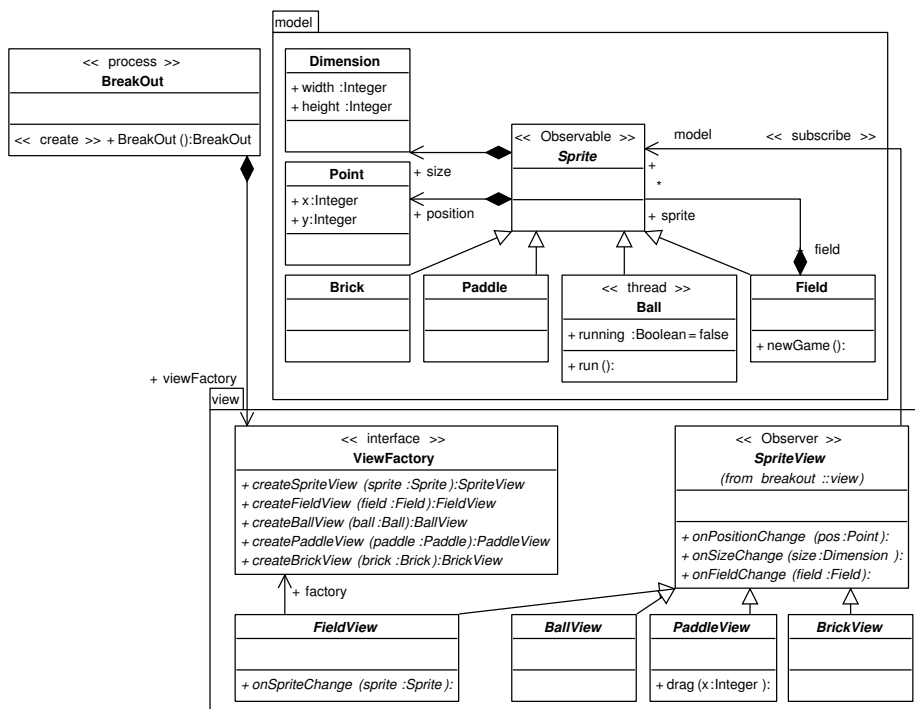 model
<< process >>
BreakOut
<< create >> + BreakOut ():BreakOut
Dimension
+ width :Integer
+ height :Integer
<< Observable >>
Sprite
model
<< subscribe >>
+
*
+ size
Point
+ x:Integer
+ y:Integer
+ position
+ sprite
+ field
Brick
Paddle
<< thread >>
Ball
+ running :Boolean = false
+ run ():
Field
+ newGame ():
+ viewFactory
view
<< interface >>
ViewFactory
+ createSpriteView (sprite :Sprite):SpriteView
+ createFieldView (field :Field):FieldView
+ createBallView (ball :Ball):BallView
+ createPaddleView (paddle :Paddle):PaddleView
+ createBrickView (brick :Brick):BrickView
<< Observer >>
SpriteView
(from breakout ::view)
+ onPositionChange (pos :Point):
+ onSizeChange (size :Dimension ):
+ onFieldChange (field :Field):
+ factory
FieldView
+ onSpriteChange (sprite :Sprite):
BallView
PaddleView
+ drag (x:Integer ):
BrickView